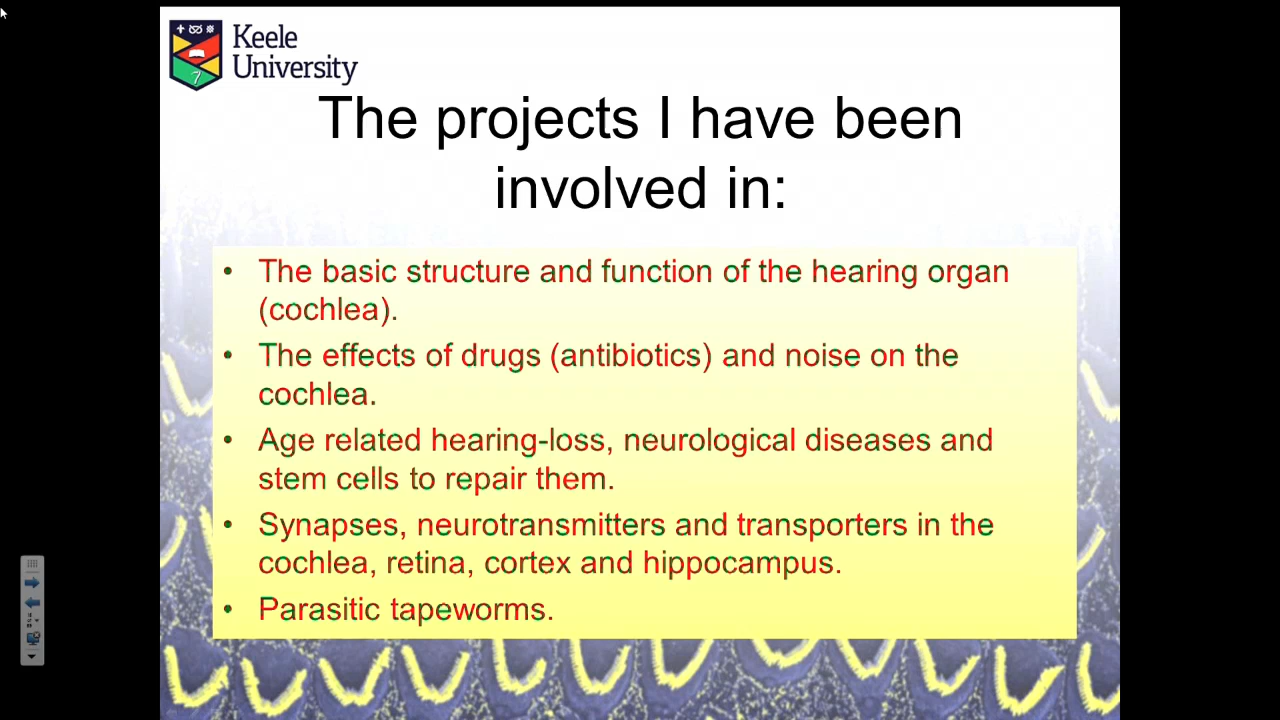 Keele
University
The projects I have been
involved in:
• The basic structure and function of the hearing organ
(cochlea).
• The effects of drugs (antibiotics) and noise on the
cochlea.
• Age related hearing-loss, neurological diseases and
stem cells to repair them.
• Synapses, neurotransmitters and transporters in the
cochlea, retina, cortex and hippocampus.
• Parasitic tapeworms.